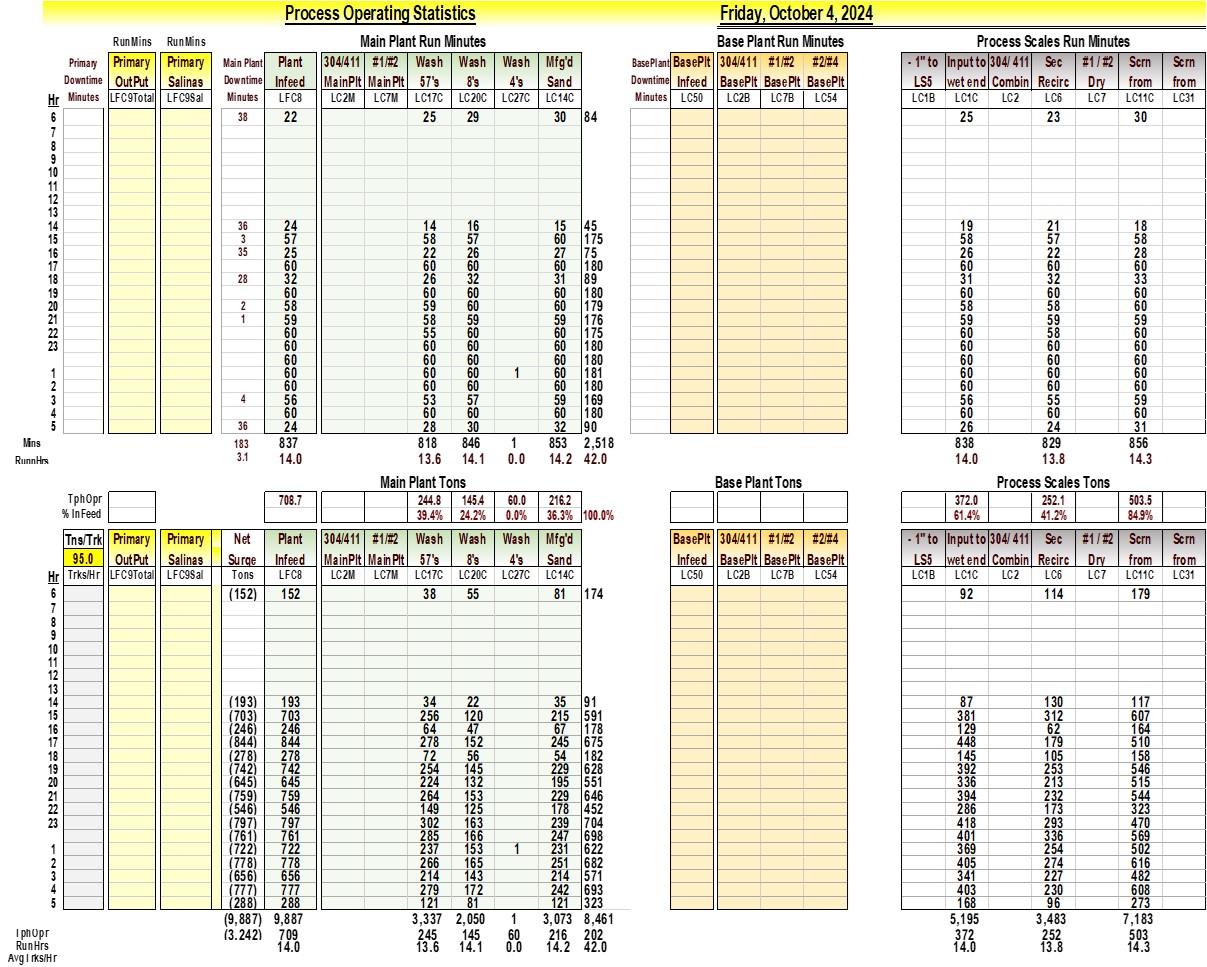 Process Operating Statistics Friday, October 4, 2024
RunMins RunMins Main Plant Run Minutes Base Plant Run Minutes Process Scales Run Minutes
Primary Primary Primary Main Plant Plant 304/411 #1/#2 Wash Wash Wash Mfg'd BasePlant BasePlt 304/411 #1/#2 #2/#4 - 1" to Input to 304/ 411 Sec #1 / #2 Scrn Scrn
Downtime OutPut Salinas Downtime Infeed MainPlt MainPlt 57's 8's 4's Sand Downtime Infeed BasePlt BasePlt BasePlt LS5 wet end Combin Recirc Dry from from
Hr Minutes LFC9Total LFC9Sal Minutes LFC8 LC2M LC7M LC17C LC20C LC27C LC14C Minutes LC50 LC2B LC7B LC54 LC1B LC1C LC2 LC6 LC7 LC11C LC31
6 38 22 25 29 30 84 25 23 30
7
8
9
10
11
12
13
14 36 24 14 16 15 45 19 21 18
15 3 57 58 57 60 175 58 57 58
16 35 25 22 26 27 75 26 22 28
17 60 60 60 60 180 60 60 60
18 28 32 26 32 31 89 31 32 33
19 60 60 60 60 180 60 60 60
20 2 58 59 60 60 179 58 58 59
21 1 59 58 59 60 176 59 59 59
22 60 55 60 60 175 60 58 60
23 60 60 60 60 180 60 60 60
60 60 60 60 180 60 60 60
1 60 60 60 1 60 181 60 60 60
2 60 60 60 60 180 60 60 60
3 4 56 53 57 59 169 56 55 59
4 60 60 60 60 180 60 60 60
5 36 24 28 30 32 90 26 24 31
Mins 183 837 818 846 1 853 2,518 838 829 856
RunnHrs 3.1 14.0 13.6 14.1 0.0 14.2 42.0 14.0 13.8 14.3
Main Plant Tons Base Plant Tons Process Scales Tons
TphOpr 708.7 244.8 145.4 60.0 216.2 372.0 252.1 503.5
% InFeed 39.4% 24.2% 0.0% 36.3% 100.0% 61.4% 41.2% 84.9%
Tns/Trk Primary Primary Net Plant 304/411 #1/#2 Wash Wash Wash Mfg'd BasePlt 304/411 #1/#2 #2/#4 - 1" to Input to 304/ 411 Sec #1 / #2 Scrn Scrn
95.0 OutPut Salinas Surge Infeed MainPlt MainPlt 57's 8's 4's Sand Infeed BasePlt BasePlt BasePlt LS5 wet end Combin Recirc Dry from from
Hr Trks/Hr LFC9Total LFC9Sal Tons LFC8 LC2M LC7M LC17C LC20C LC27C LC14C LC50 LC2B LC7B LC54 LC1B LC1C LC2 LC6 LC7 LC11C LC31
6 (152) 152 38 55 81 174 92 114 179
7
8
9
10
11
12
13
14 (193) 193 34 22 35 91 87 130 117
15 (703) 703 256 120 215 591 381 312 607
16 (246) 246 64 47 67 178 129 62 164
17 (844) 844 278 152 245 675 448 179 510
18 (278) 278 72 56 54 182 145 105 158
19 (742) 742 254 145 229 628 392 253 546
20 (645) 645 224 132 195 551 336 213 515
21 (759) 759 264 153 229 646 394 232 544
22 (546) 546 149 125 178 452 286 173 323
23 (797) 797 302 163 239 704 418 293 470
(761) 761 285 166 247 698 401 336 569
1 (722) 722 237 153 1 231 622 369 254 502
2 (778) 778 266 165 251 682 405 274 616
3 (656) 656 214 143 214 571 341 227 482
4 (777) 777 279 172 242 693 403 230 608
5 (288) 288 121 81 121 323 168 96 273
(9,887) 9,887 3,337 2,050 1 3,073 8,461 5,195 3,483 7,183
TphOpr (3,242) 709 245 145 60 216 202 372 252 503
RunHrs 14.0 13.6 14.1 0.0 14.2 42.0 14.0 13.8 14.3
AvgTrks/Hr